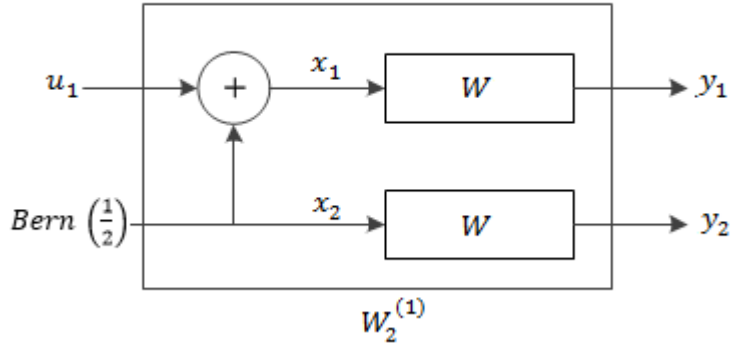 u₁ + x₁ W y₁
Bern (1/2) x₂ W y₂
W₂⁽¹⁾